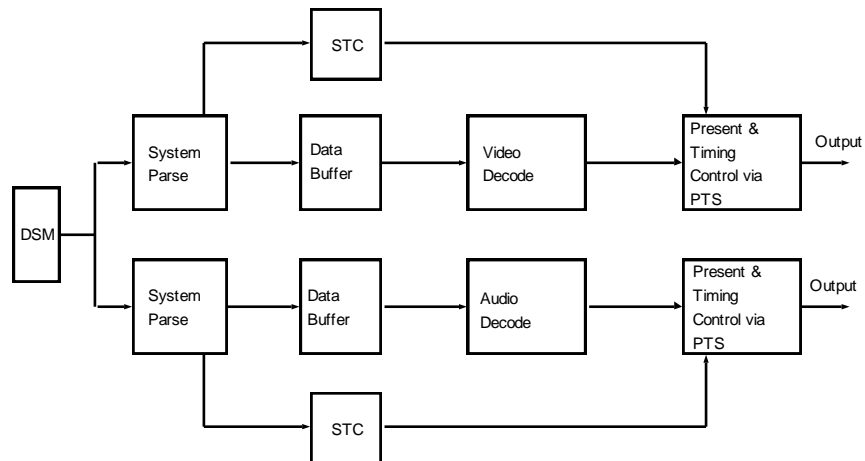 STC
System
Parse
Data
Buffer
Video
Decode
Present &
Timing
Control via
PTS
Output
DSM
System
Parse
Data
Buffer
Audio
Decode
Present &
Timing
Control via
PTS
Output
STC